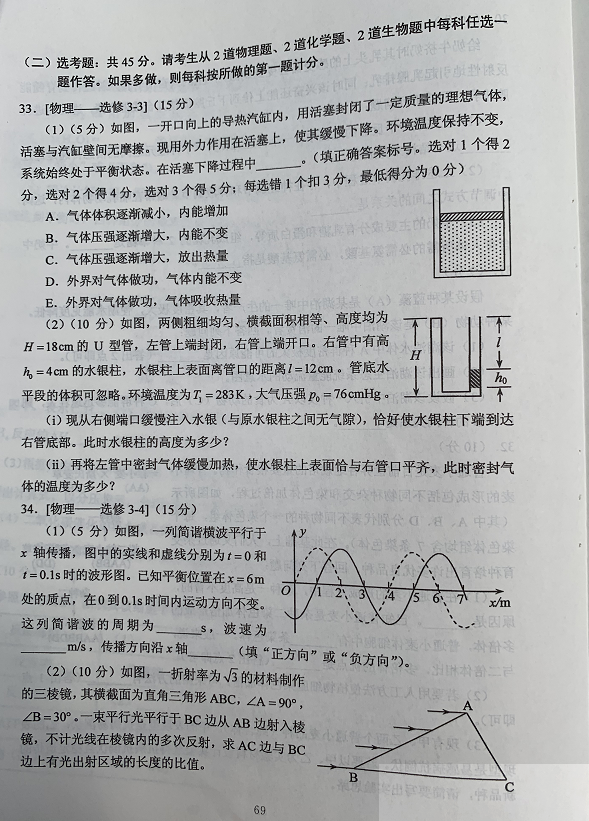 （二）选考题：共 45 分。请考生从 2 道物理题、2 道化学题、2 道生物题中每科任选一
题作答。如果多做，则每科按所做的第一题计分。
33．[物理——选修 3-3]（15 分）
（1）（5 分）如图，一开口向上的导热汽缸内，用活塞封闭了一定质量的理想气体，
活塞与汽缸壁间无摩擦。现用外力作用在活塞上，使其缓慢下降。环境温度保持不变，
系统始终处于平衡状态。在活塞下降过程中______。（填正确答案标号。选对 1 个得 2
分，选对 2 个得 4 分，选对 3 个得 5 分；每选错 1 个扣 3 分，最低得分为 0 分）
A．气体体积逐渐减小，内能增加
B．气体压强逐渐增大，内能不变
C．气体压强逐渐增大，放出热量
D．外界对气体做功，气体内能不变
E．外界对气体做功，气体吸收热量
（2）（10 分）如图，两侧粗细均匀、横截面积相等、高度均为
H=18cm 的 U 型管，左管上端封闭，右管上端开口。右管中有高
h₀=4cm 的水银柱，水银柱上表面离管口的距离 l=12cm。管底水
平段的体积可忽略。环境温度为 T₁=283K，大气压强 p₀=76cmHg。
H
l
h₀
（i）现从右侧端口缓慢注入水银（与原水银柱之间无气隙），恰好使水银柱下端到达
右管底部。此时水银柱的高度为多少？
（ii）再将左管中密封气体缓慢加热，使水银柱上表面恰与右管口平齐，此时密封气
体的温度为多少？
34．[物理——选修 3-4]（15 分）
（1）（5 分）如图，一列简谐横波平行于
x 轴传播，图中的实线和虚线分别为 t=0 和
t=0.1s 时的波形图。已知平衡位置在 x=6m
处的质点，在 0 到 0.1s 时间内运动方向不变。
这列简谐波的周期为______s，波速为
______m/s，传播方向沿 x 轴______（填“正方向”或“负方向”）。
y
O 1 2 3 4 5 6 7 x/m
（2）（10 分）如图，一折射率为 √3 的材料制作
的三棱镜，其横截面为直角三角形 ABC，∠A=90°，
∠B=30°。一束平行光平行于 BC 边从 AB 边射入棱
镜，不计光线在棱镜内的多次反射，求 AC 边与 BC
边上有光出射区域的长度的比值。
A
B
C
69